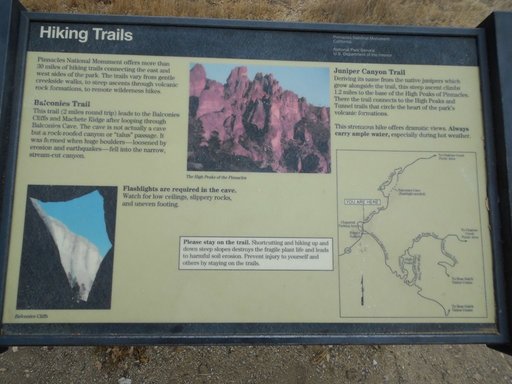 Hiking Trails
Pinnacles National Monument
California
National Park Service
U.S. Department of the Interior
Pinnacles National Monument offers more than
30 miles of hiking trails connecting the east and
west sides of the park. The trails vary from gentle
creekside walks, to steep ascents through volcanic
rock formations, to remote wilderness hikes.
Balconies Trail
This trail (2 miles round trip) leads to the Balconies
Cliffs and Machete Ridge after looping through
Balconies Cave. The cave is not actually a cave
but a rock roofed canyon or "talus" passage. It
was formed when huge boulders—loosened by
erosion and earthquakes—fell into the narrow,
stream-cut canyon.
The High Peaks of the Pinnacles
Juniper Canyon Trail
Deriving its name from the native junipers which
grow alongside the trail, this steep ascent climbs
1.2 miles to the base of the High Peaks of Pinnacles.
There the trail connects to the High Peaks and
Tunnel trails that circle the heart of the park's
volcanic formations.
This strenuous hike offers dramatic views. Always
carry ample water, especially during hot weather.
Flashlights are required in the cave.
Watch for low ceilings, slippery rocks,
and uneven footing.
Balconies Cliffs
Please stay on the trail. Shortcutting and hiking up and
down steep slopes destroys the fragile plant life and leads
to harmful soil erosion. Prevent injury to yourself and
others by staying on the trails.
YOU ARE HERE